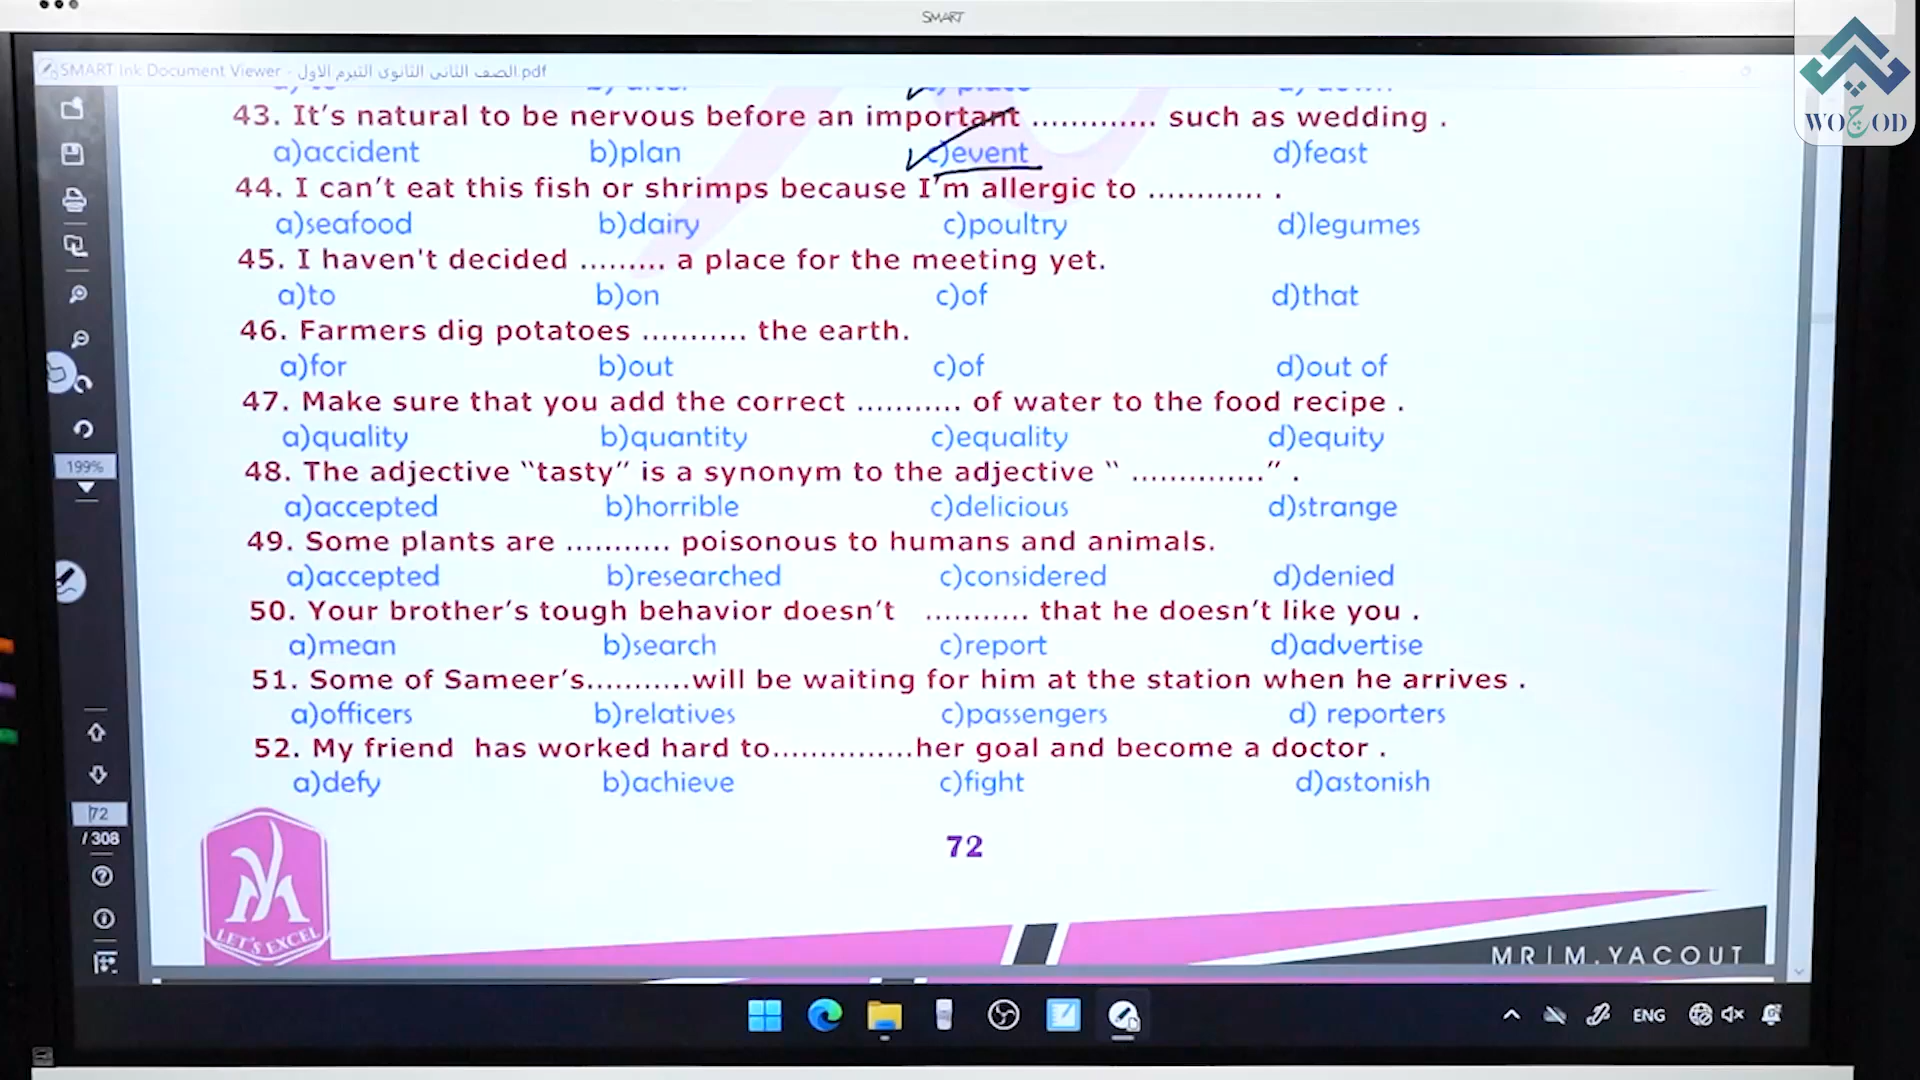 SMART
SMART Ink Document Viewer - الصف الثانى الثانوى التيرم الاول.pdf
WOجOD
c) place
43. It's natural to be nervous before an important ............. such as wedding .
a)accident b)plan c)event d)feast
44. I can't eat this fish or shrimps because I'm allergic to ............ .
a)seafood b)dairy c)poultry d)legumes
45. I haven't decided ......... a place for the meeting yet.
a)to b)on c)of d)that
46. Farmers dig potatoes ........... the earth.
a)for b)out c)of d)out of
47. Make sure that you add the correct ........... of water to the food recipe .
a)quality b)quantity c)equality d)equity
48. The adjective “tasty” is a synonym to the adjective “ ..............” .
a)accepted b)horrible c)delicious d)strange
49. Some plants are ........... poisonous to humans and animals.
a)accepted b)researched c)considered d)denied
50. Your brother's tough behavior doesn't ........... that he doesn't like you .
a)mean b)search c)report d)advertise
51. Some of Sameer's...........will be waiting for him at the station when he arrives .
a)officers b)relatives c)passengers d) reporters
52. My friend has worked hard to...............her goal and become a doctor .
a)defy b)achieve c)fight d)astonish
199%
72
/ 308
72
LET'S EXCEL
MR|M.YACOUT
ENG